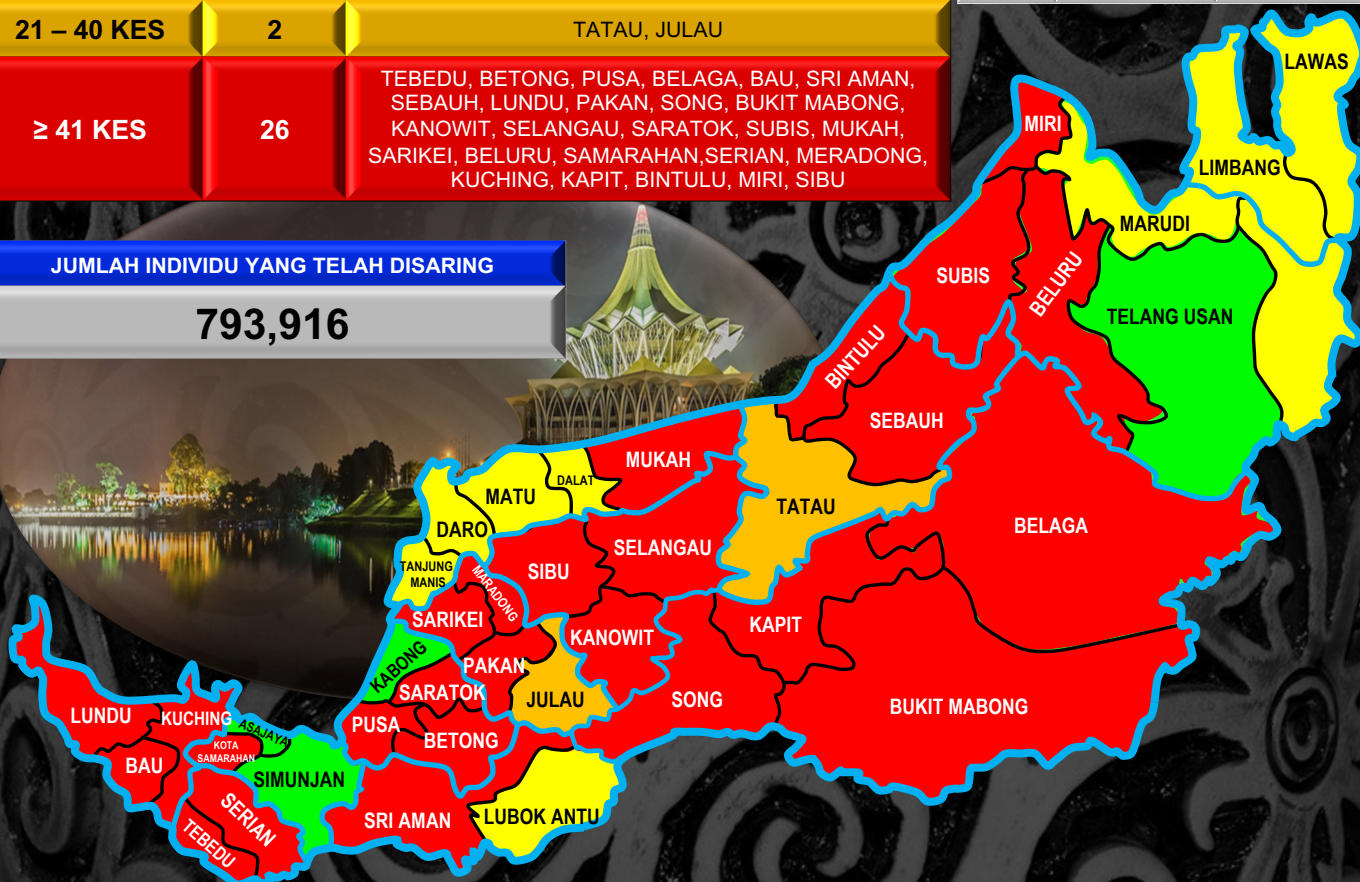 21 – 40 KES
2
TATAU, JULAU
≥ 41 KES
26
TEBEDU, BETONG, PUSA, BELAGA, BAU, SRI AMAN,
SEBAUH, LUNDU, PAKAN, SONG, BUKIT MABONG,
KANOWIT, SELANGAU, SARATOK, SUBIS, MUKAH,
SARIKEI, BELURU, SAMARAHAN,SERIAN, MERADONG,
KUCHING, KAPIT, BINTULU, MIRI, SIBU
JUMLAH INDIVIDU YANG TELAH DISARING
793,916
LAWAS
MIRI
LIMBANG
MARUDI
SUBIS
BELURU
TELANG USAN
BINTULU
SEBAUH
MUKAH
DALAT
MATU
TATAU
DARO
BELAGA
SELANGAU
TANJUNG
MANIS
MARADONG
SIBU
SARIKEI
KAPIT
KANOWIT
KABONG
PAKAN
SARATOK
JULAU
SONG
BUKIT MABONG
LUNDU
KUCHING
ASAJAYA
PUSA
BETONG
KOTA
SAMARAHAN
BAU
SIMUNJAN
SERIAN
SRI AMAN
LUBOK ANTU
TEBEDU